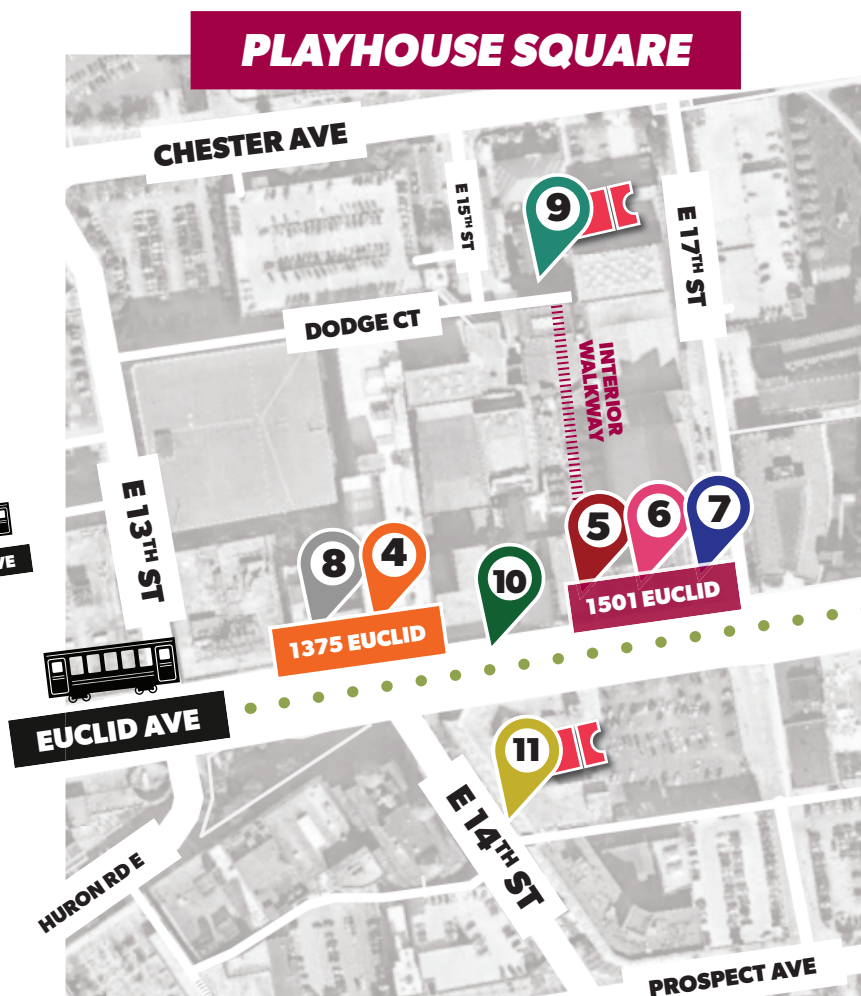 PLAYHOUSE SQUARE
CHESTER AVE
E 15TH ST
9
E 17TH ST
DODGE CT
INTERIOR
WALKWAY
E 13TH ST
VE
8
4
10
5
6
7
1375 EUCLID
1501 EUCLID
EUCLID AVE
11
E 14TH ST
HURON RD E
PROSPECT AVE